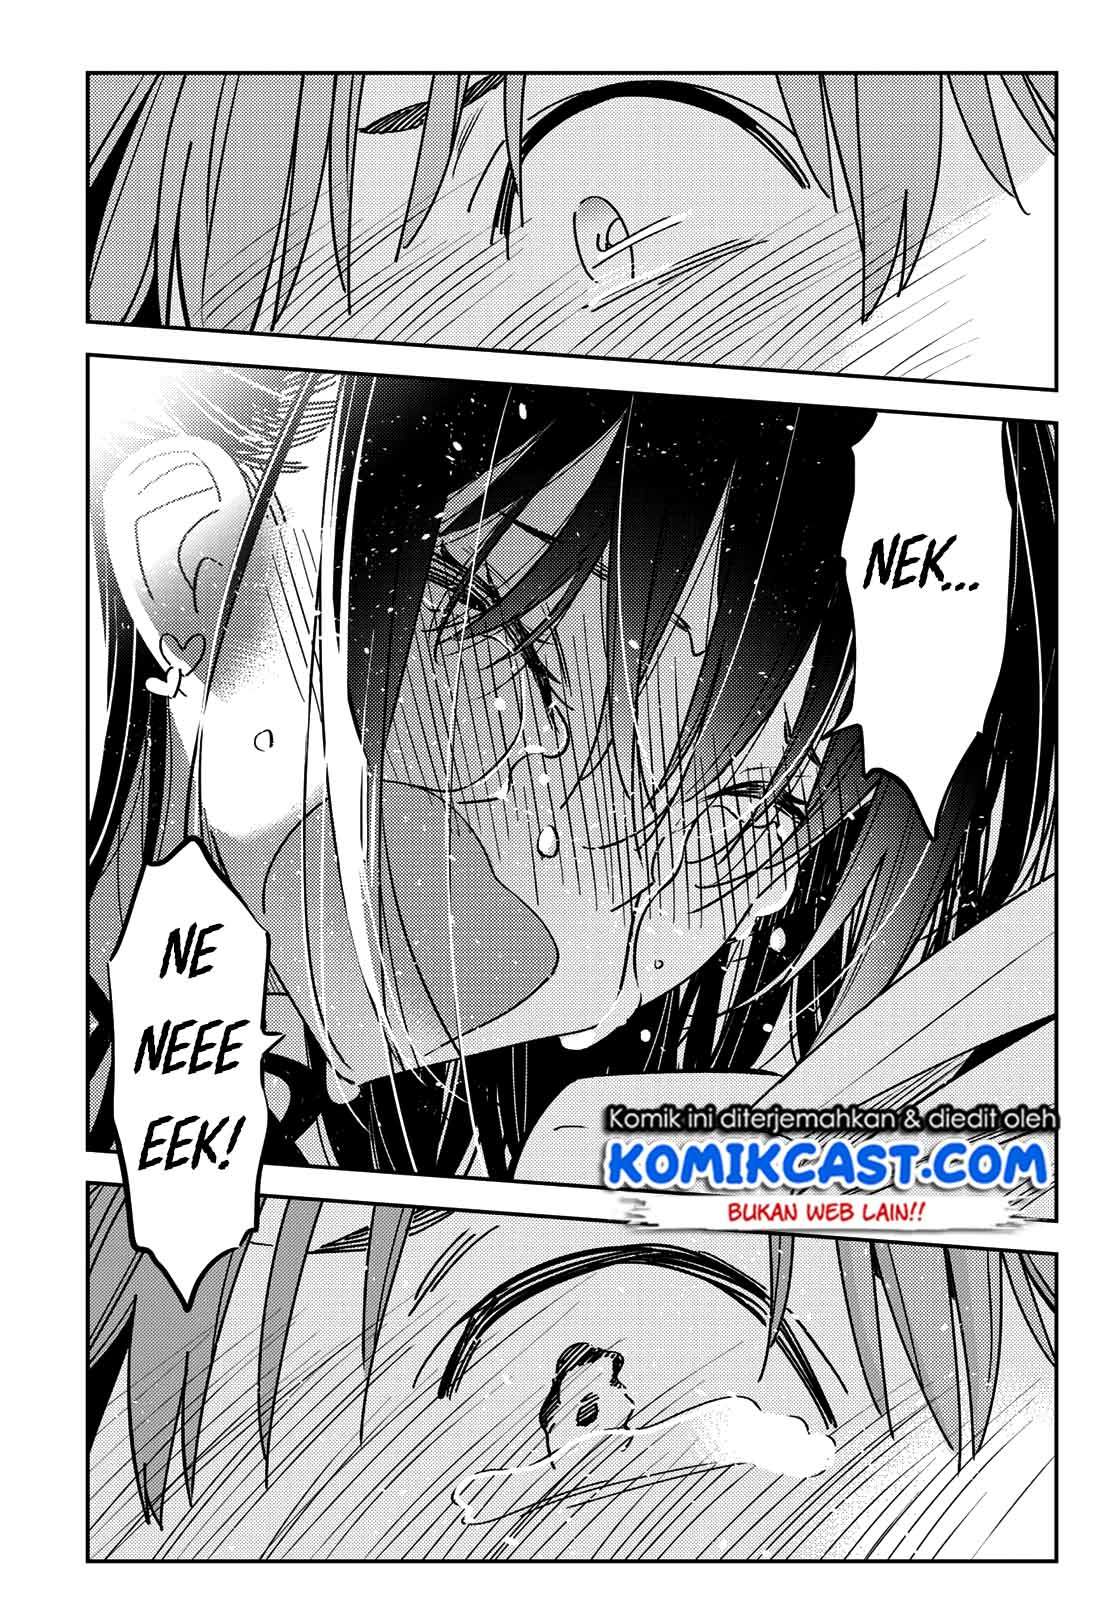 NEK...
NE
NEEE
EEK!
Komik ini diterjemahkan & diedit oleh
KOMIKCAST.COM
BUKAN WEB LAIN!!